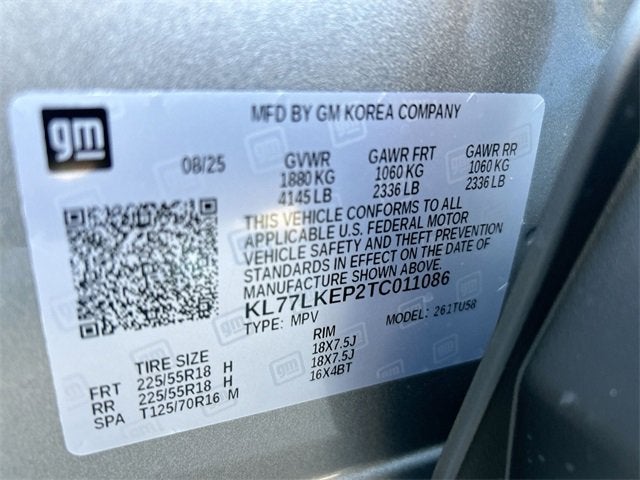 gm
MFD BY GM KOREA COMPANY
08/25 GVWR GAWR FRT GAWR RR
1880 KG 1060 KG 1060 KG
4145 LB 2336 LB 2336 LB
THIS VEHICLE CONFORMS TO ALL
APPLICABLE U.S. FEDERAL MOTOR
VEHICLE SAFETY AND THEFT PREVENTION
STANDARDS IN EFFECT ON THE DATE OF
MANUFACTURE SHOWN ABOVE.
KL77LKEP2TC011086
TYPE: MPV MODEL: 261TU58
TIRE SIZE RIM
FRT 225/55R18 H 18X7.5J
RR 225/55R18 H 18X7.5J
SPA T125/70R16 M 16X4BT